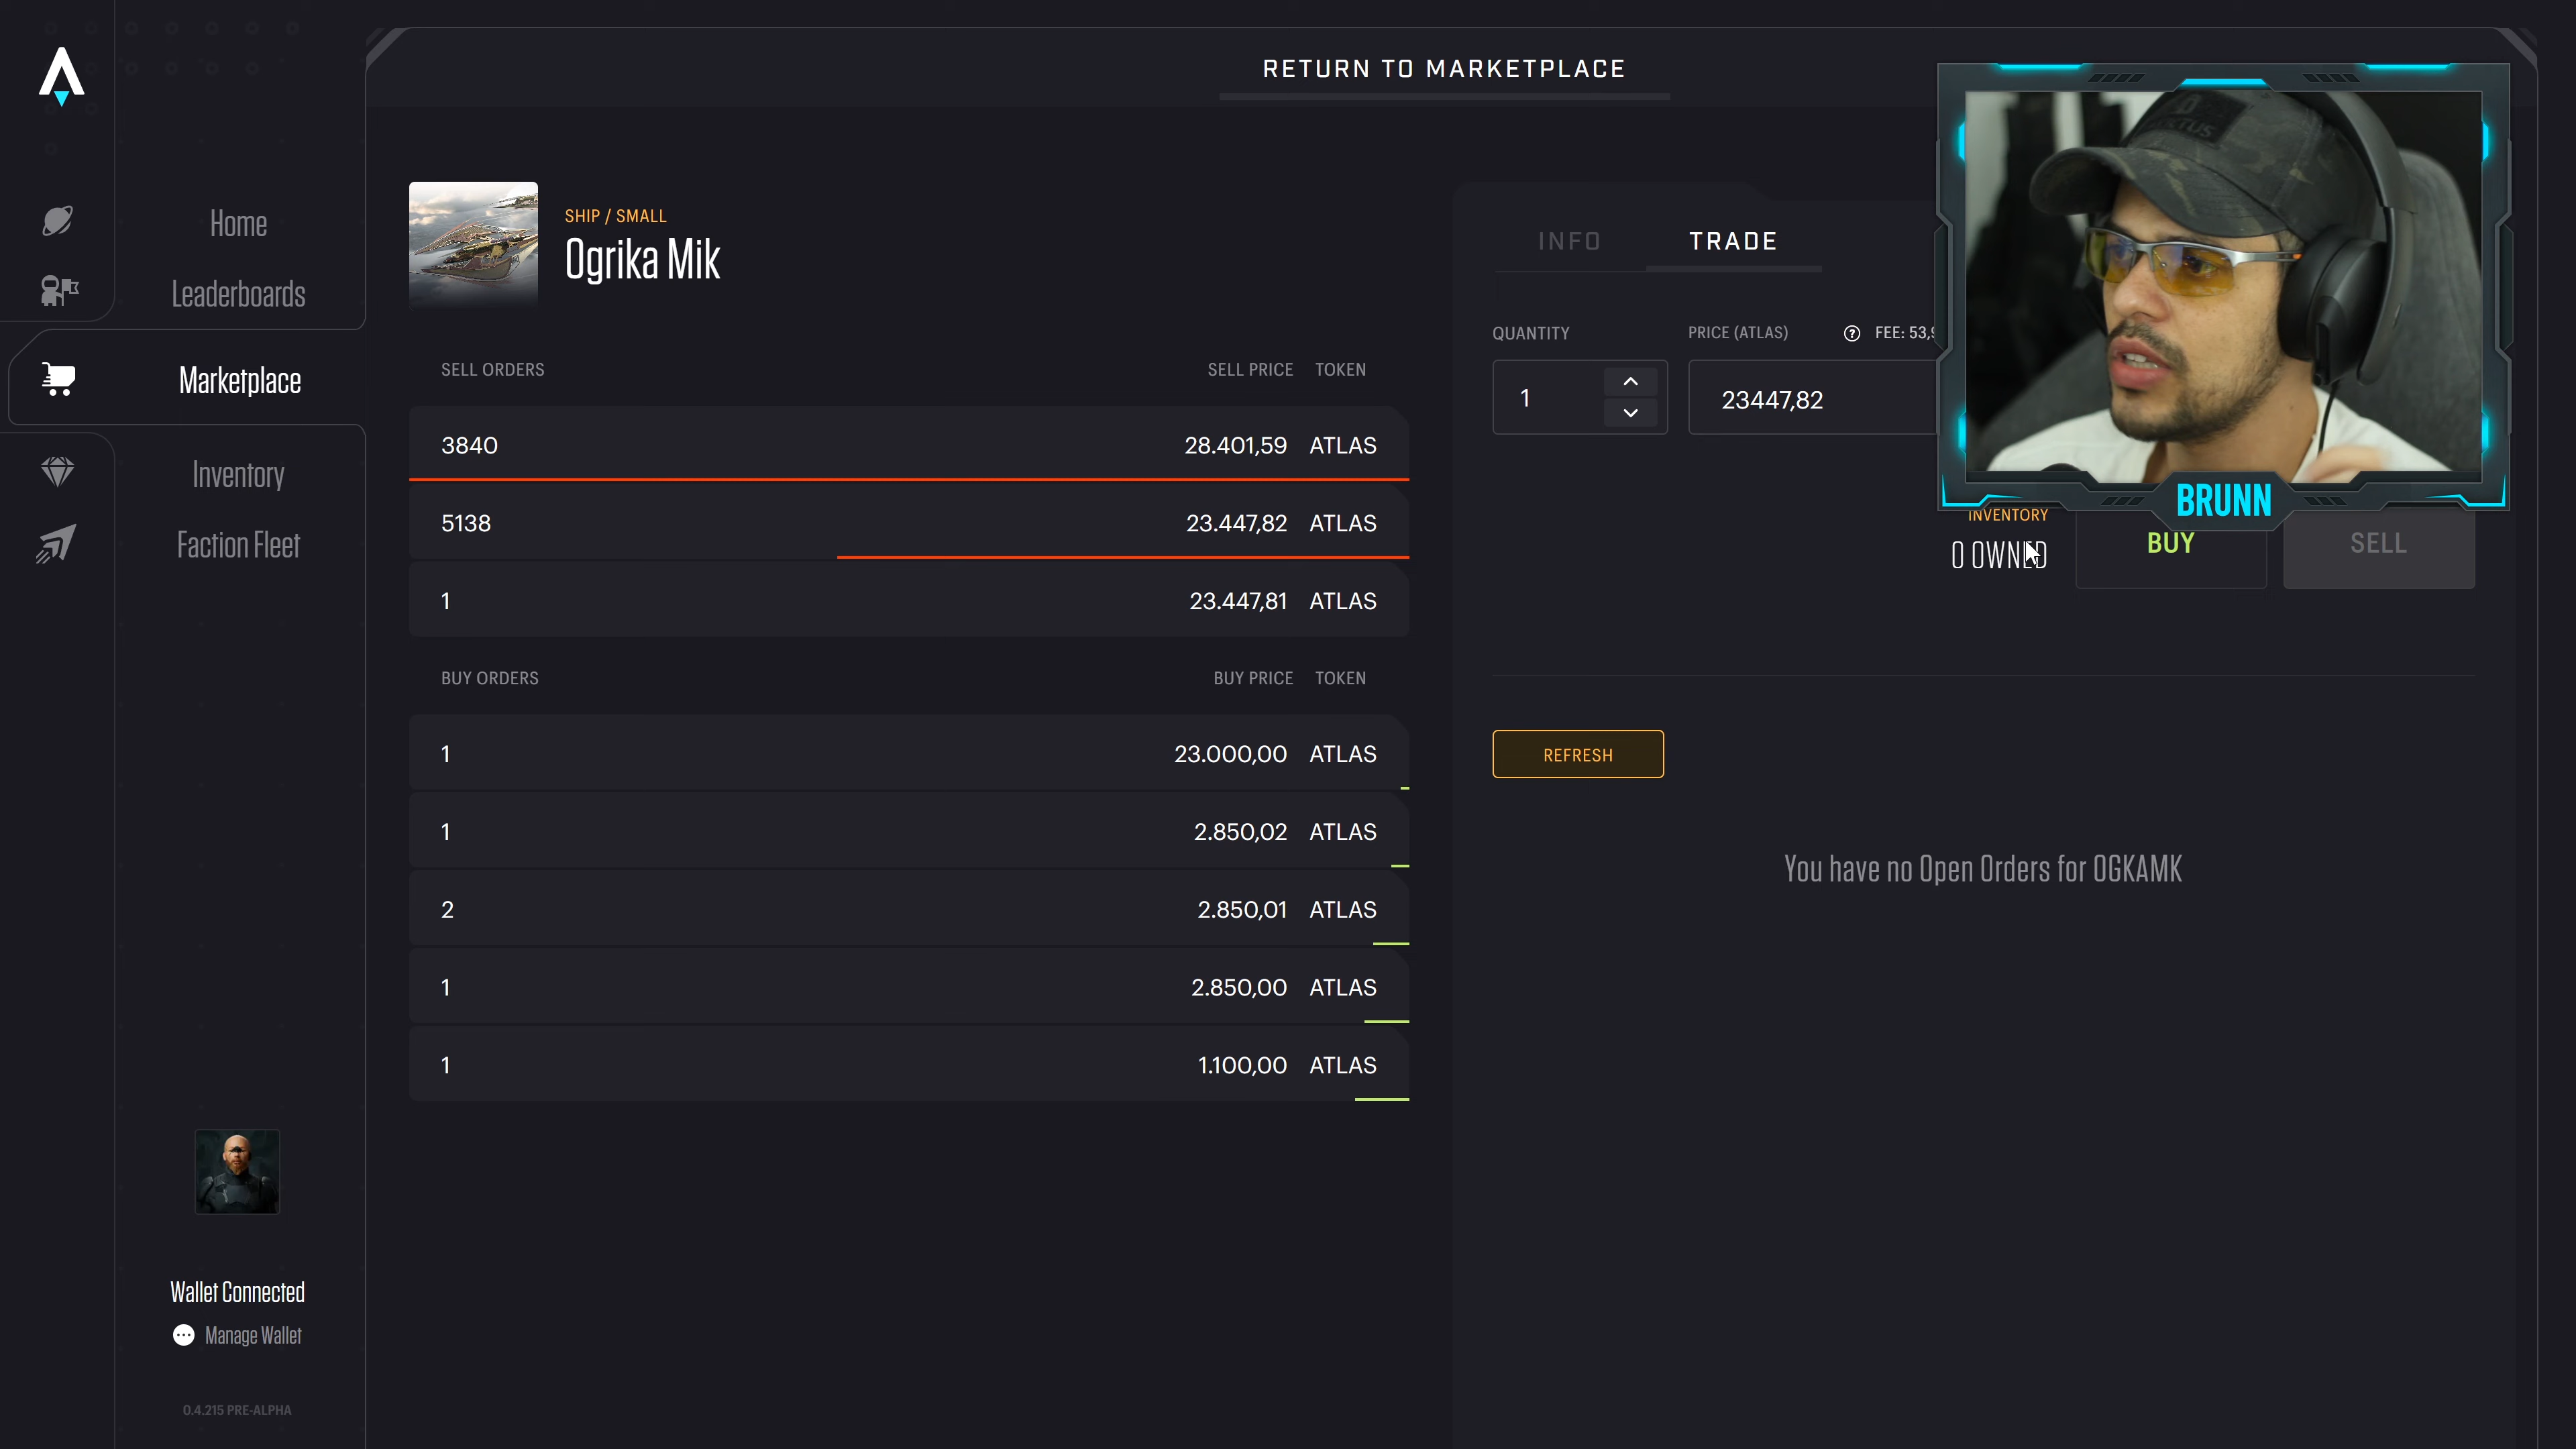 RETURN TO MARKETPLACE
Home
Leaderboards
Marketplace
Inventory
Faction Fleet
Wallet Connected
Manage Wallet
0.4.215 PRE-ALPHA
SHIP / SMALL
Ogrika Mik
SELL ORDERS SELL PRICE TOKEN
3840 28.401,59 ATLAS
5138 23.447,82 ATLAS
1 23.447,81 ATLAS
BUY ORDERS BUY PRICE TOKEN
1 23.000,00 ATLAS
1 2.850,02 ATLAS
2 2.850,01 ATLAS
1 2.850,00 ATLAS
1 1.100,00 ATLAS
INFO TRADE
QUANTITY PRICE (ATLAS) FEE:
1 23447,82
BRUNN
INVENTORY
0 OWNED BUY SELL
REFRESH
You have no Open Orders for OGKAMK